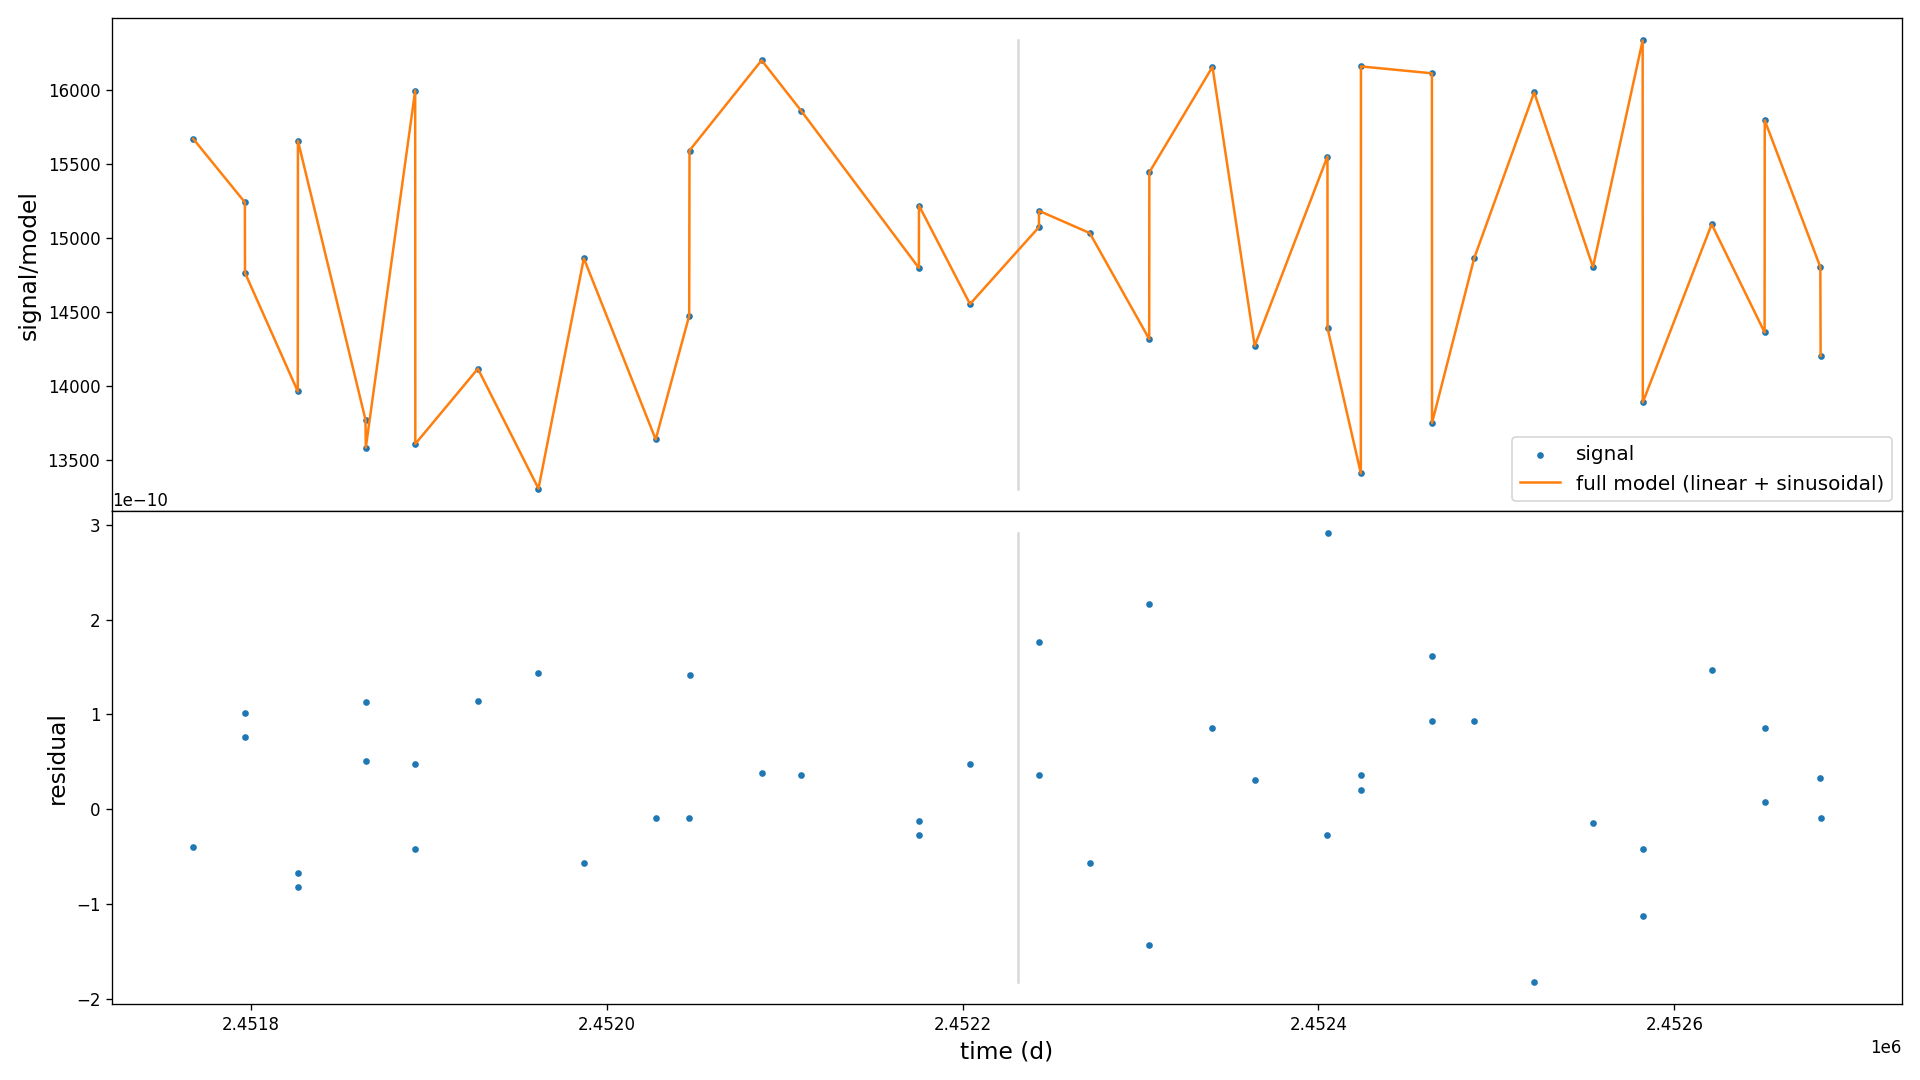 signal/model
16000
15500
15000
14500
14000
13500
signal
full model (linear + sinusoidal)
1e−10
residual
3
2
1
0
−1
−2
2.4518
2.4520
2.4522
2.4524
2.4526
time (d)
1e6